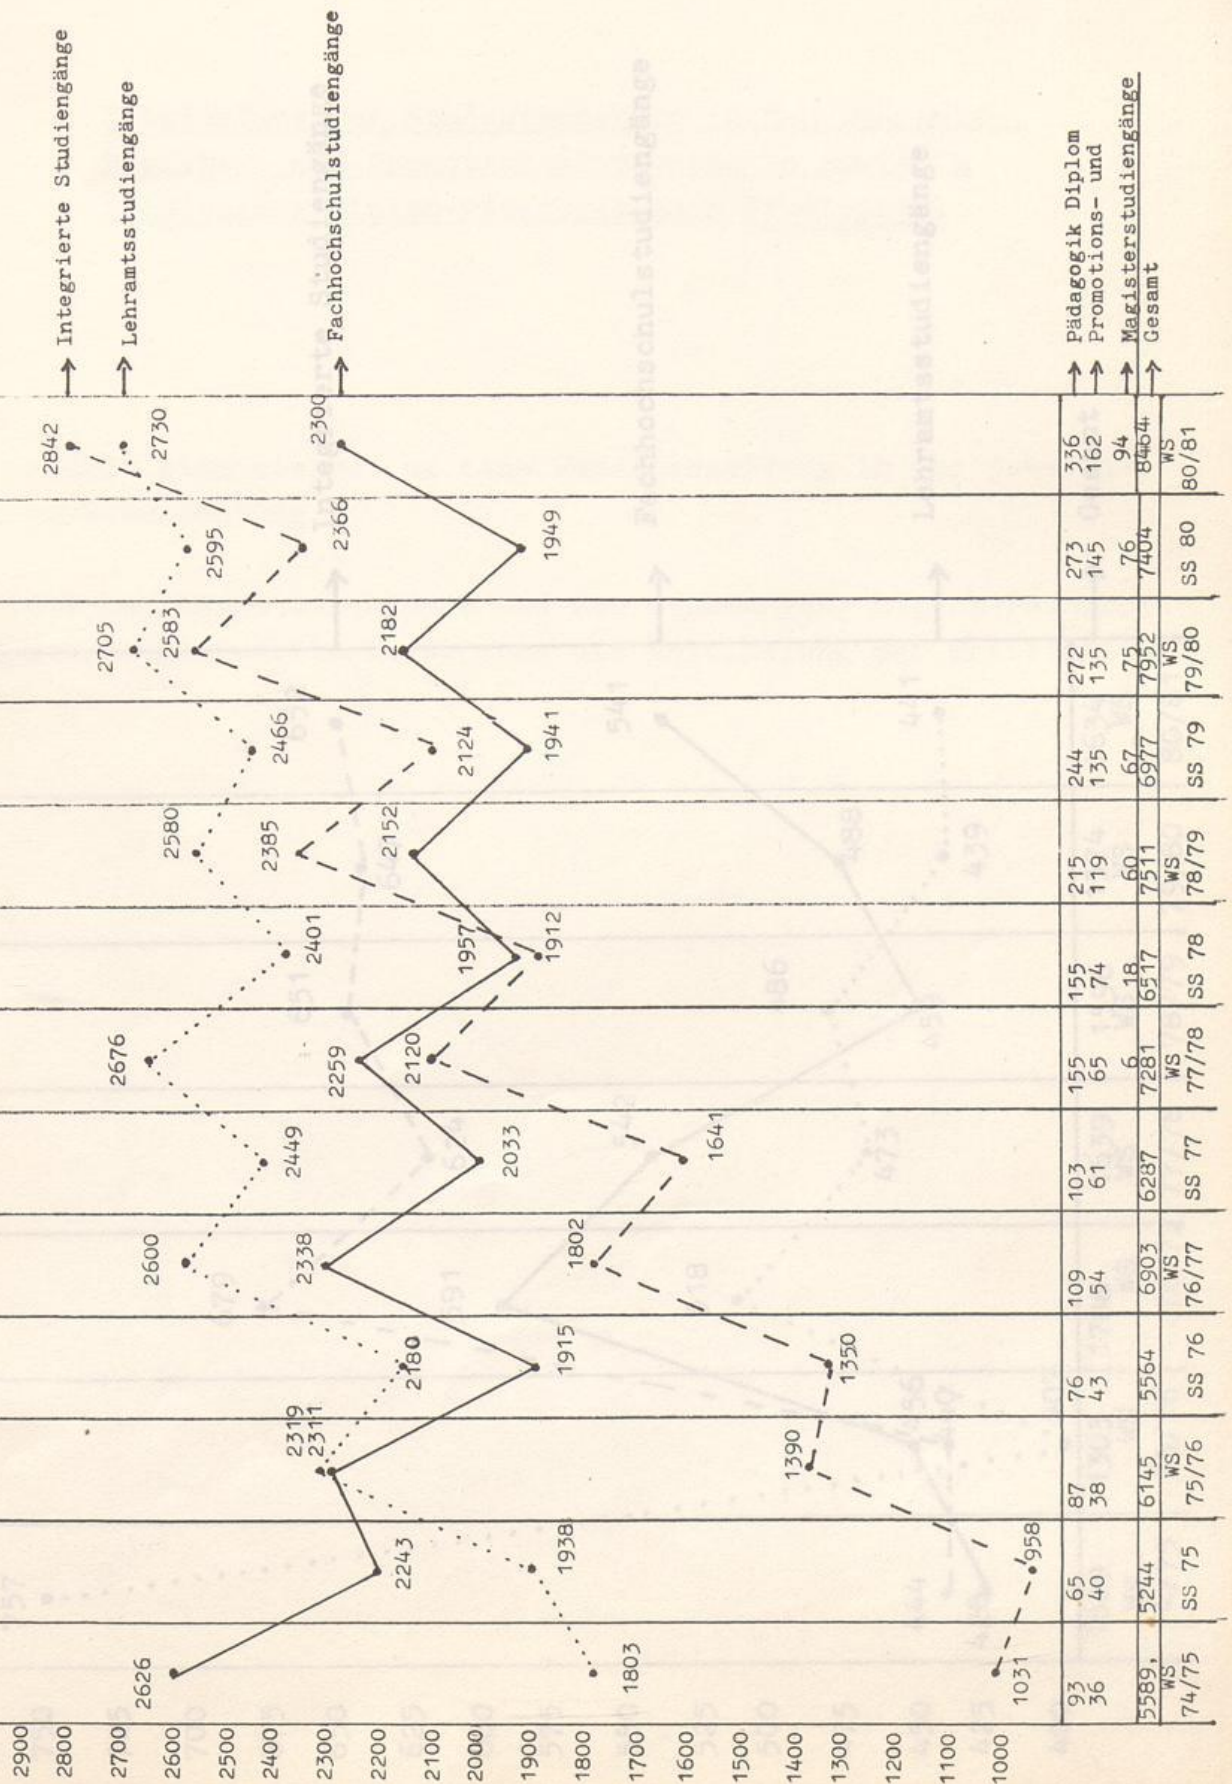 2900
2800
2700
2600
2500
2400
2300
2200
2100
2000
1900
1800
1700
1600
1500
1400
1300
1200
1100
1000
→ Integrierte Studiengänge
→ Lehramtsstudiengänge
→ Fachhochschulstudiengänge
2842
2730
2300
2595
2366
1949
2705
2583
2182
2466
2124
1941
2580
2385
2152
2401
1957
1912
2676
2259
2120
2449
2033
1641
2600
2338
1802
2180
1915
1350
2319
2311
1390
2243
1938
958
2626
1803
1031
93 65 87 76 109 103 155 155 215 244 272 273 336 → Pädagogik Diplom
36 40 38 43 54 61 65 74 119 135 135 145 162 → Promotions- und
6 18 60 67 75 76 94 → Magisterstudiengänge
5589, 5244 6145 5564 6903 6287 7281 6517 7511 6977 7952 7404 8464 → Gesamt
WS 74/75
SS 75
WS 75/76
SS 76
WS 76/77
SS 77
WS 77/78
SS 78
WS 78/79
SS 79
WS 79/80
SS 80
WS 80/81